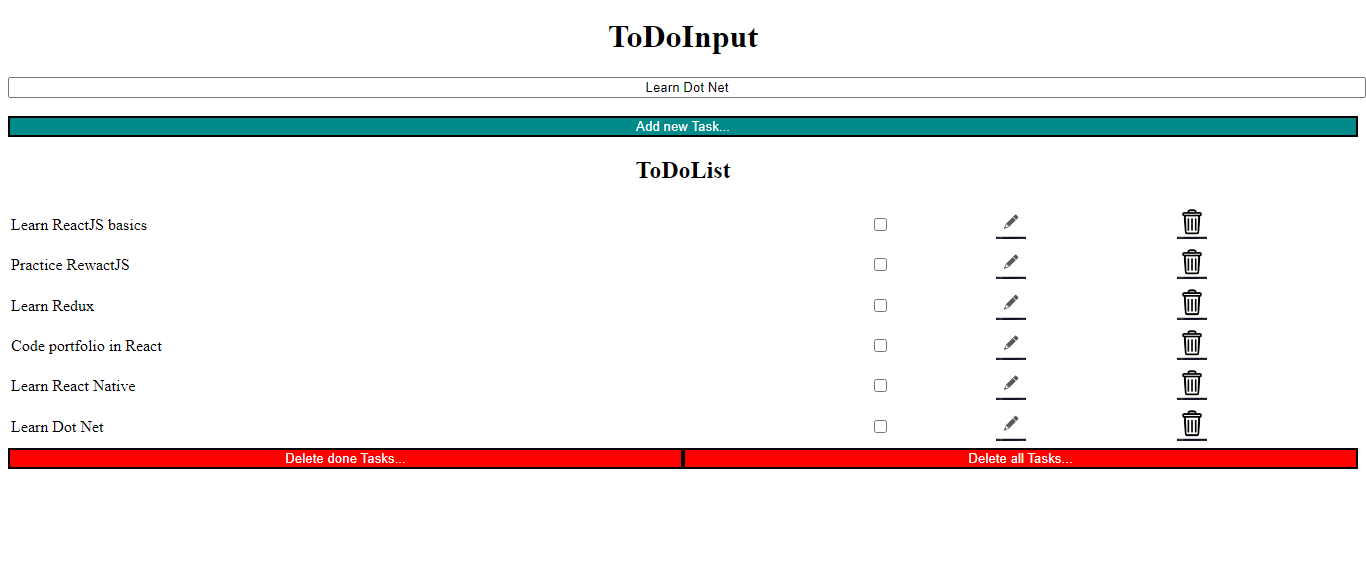 ToDoInput
Learn Dot Net
Add new Task...
ToDoList
Learn ReactJS basics
Practice RewactJS
Learn Redux
Code portfolio in React
Learn React Native
Learn Dot Net
Delete done Tasks... Delete all Tasks...